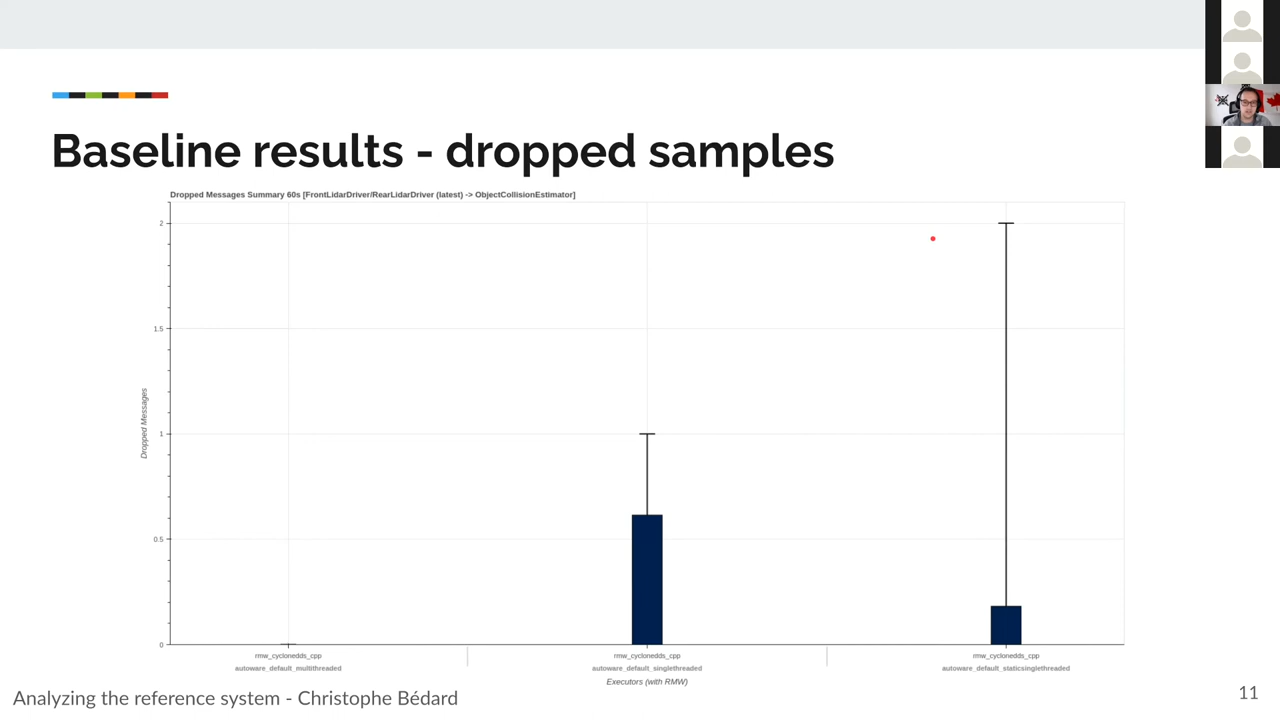 Baseline results - dropped samples
Dropped Messages Summary 60s [FrontLidarDriver/RearLidarDriver (latest) -> ObjectCollisionEstimator]
2
1.5
1
0.5
0
Dropped Messages
rmw_cyclonedds_cpp rmw_cyclonedds_cpp rmw_cyclonedds_cpp
autoware_default_multithreaded autoware_default_singlethreaded autoware_default_staticsinglethreaded
Executors (with RMW)
Analyzing the reference system - Christophe Bédard
11